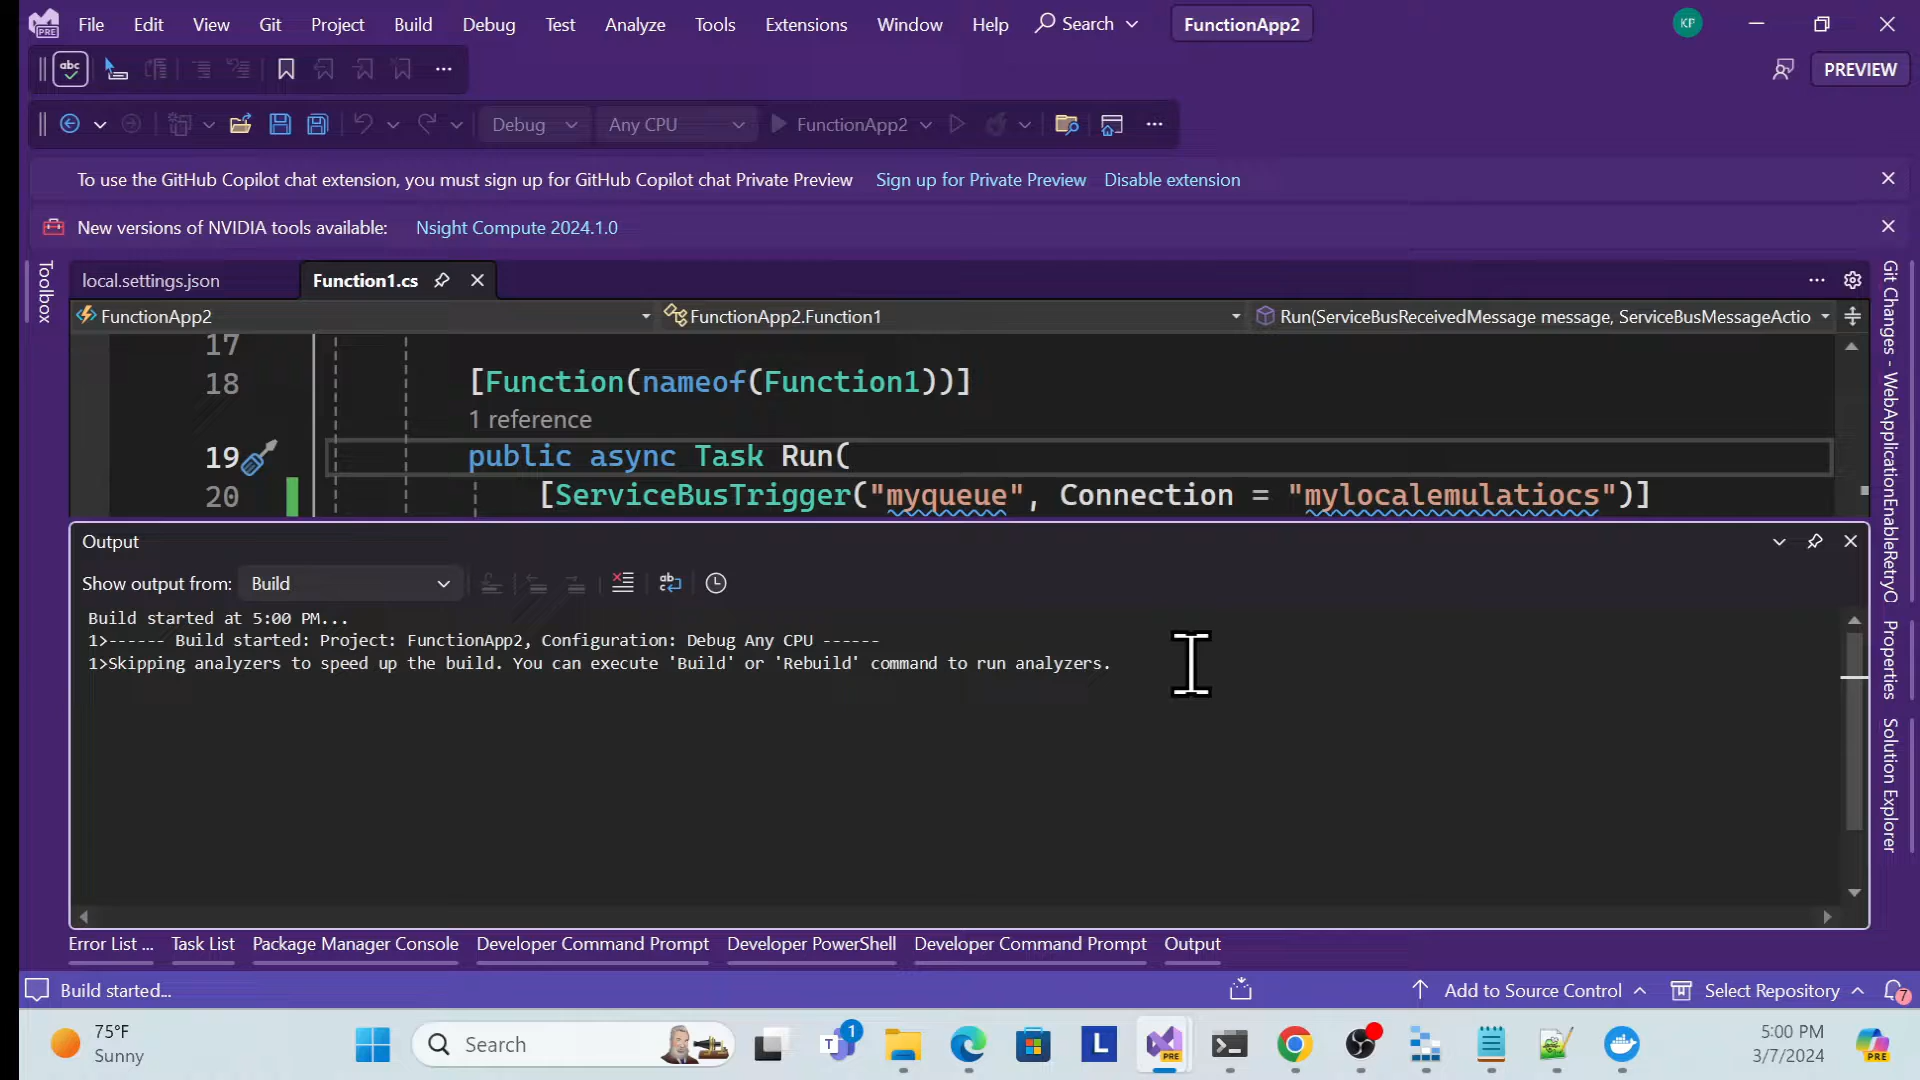 File Edit View Git Project Build Debug Test Analyze Tools Extensions Window Help Search FunctionApp2 KP
abc PREVIEW
Debug Any CPU FunctionApp2
To use the GitHub Copilot chat extension, you must sign up for GitHub Copilot chat Private Preview Sign up for Private Preview Disable extension
New versions of NVIDIA tools available: Nsight Compute 2024.1.0
Toolbox
local.settings.json Function1.cs
FunctionApp2 FunctionApp2.Function1 Run(ServiceBusReceivedMessage message, ServiceBusMessageActio
17
18 [Function(nameof(Function1))]
1 reference
19 public async Task Run(
20 [ServiceBusTrigger("myqueue", Connection = "mylocalemulatiocs")]
Git Changes - WebApplicationEnableRetryC
Properties
Solution Explorer
Output
Show output from: Build
Build started at 5:00 PM...
1>------ Build started: Project: FunctionApp2, Configuration: Debug Any CPU ------
1>Skipping analyzers to speed up the build. You can execute 'Build' or 'Rebuild' command to run analyzers.
Error List ... Task List Package Manager Console Developer Command Prompt Developer PowerShell Developer Command Prompt Output
Build started... Add to Source Control Select Repository 7
75°F
Sunny
Search
T 1
L
PRE
5:00 PM
3/7/2024
PRE